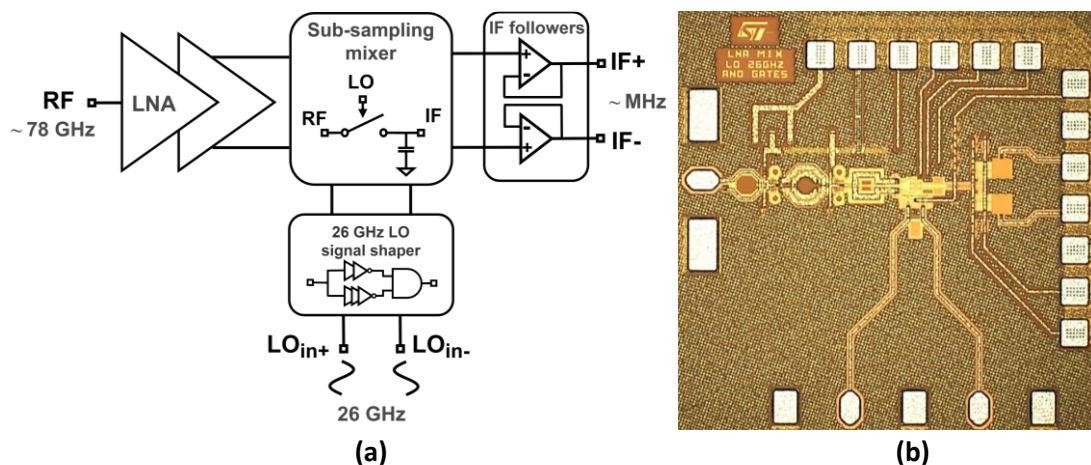 Sub-sampling
mixer
IF followers
LO
RF
IF
LNA
RF
~ 78 GHz
+
-
-
+
IF+
~ MHz
IF-
26 GHz LO
signal shaper
LOin+
LOin-
26 GHz
(a)
ST
LNA MIX
LO 26GHZ
AND GATES
(b)